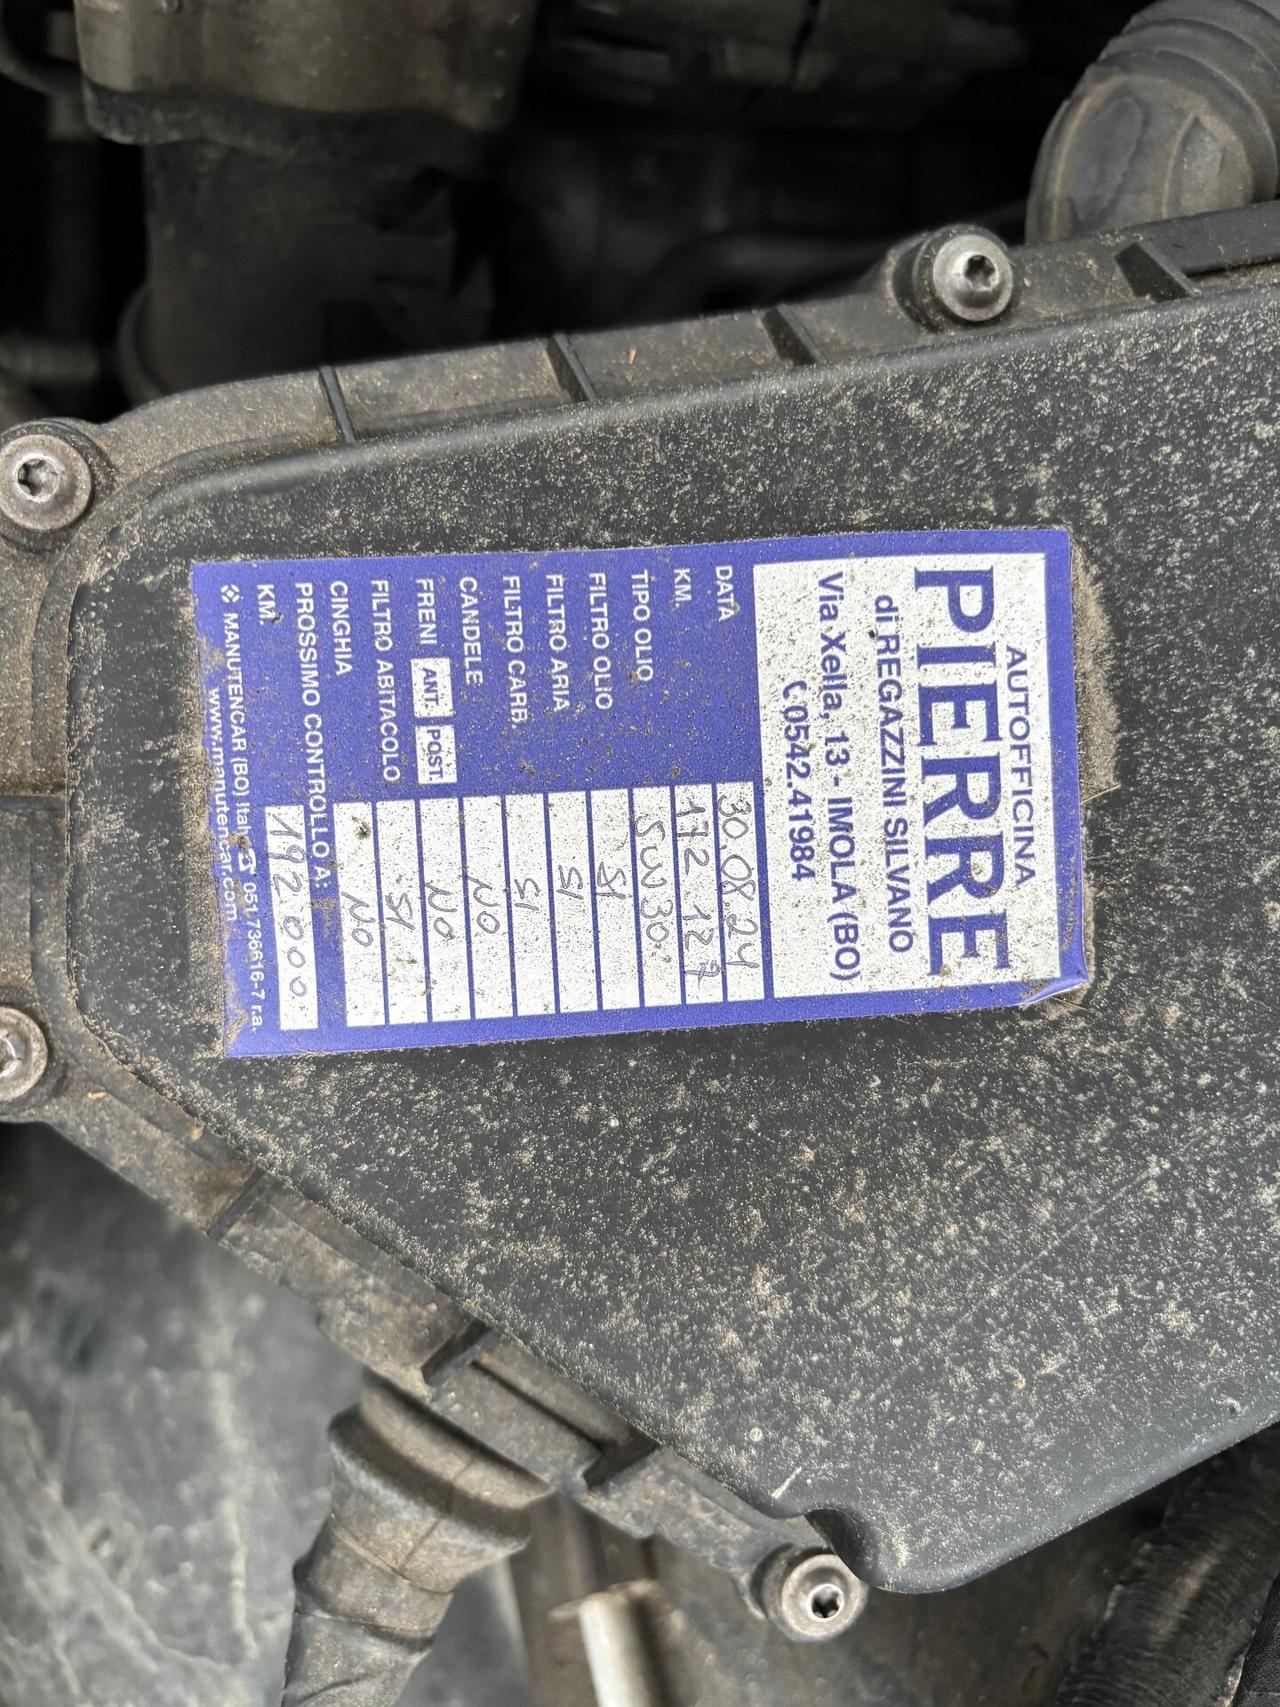 AUTOFFICINA
PIERRE
di REGAZZINI SILVANO
Via Xella, 13 - IMOLA (BO)
0542.41984
DATA 30.08.24
KM. 172.127
TIPO OLIO 5W30
FILTRO OLIO SI
FILTRO ARIA SI
FILTRO CARB. SI
CANDELE NO
FRENI ANT. POST. NO
FILTRO ABITACOLO SI
CINGHIA NO
PROSSIMO CONTROLLO A:
KM. 192.000
MANUTENCAR (BO) Italy 051.736616-7 r.a.
www.manutencar.com